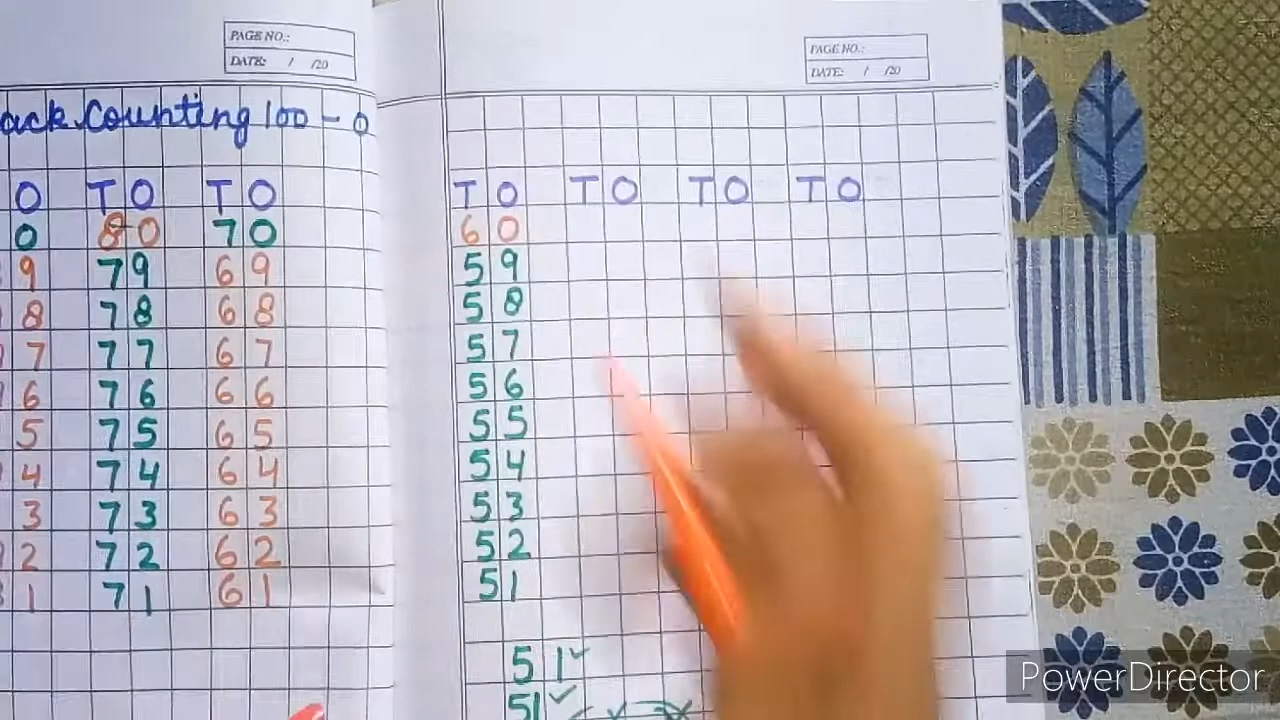 PAGE NO.:
DATE: / /20
Back Counting 100 - 0
O T O T O
0 80 70
9 79 69
8 78 68
7 77 67
6 76 66
5 75 65
4 74 64
3 73 63
2 72 62
1 71 61
PAGE NO.:
DATE: / /20
T O T O T O T O
60
59
58
57
56
55
54
53
52
51
51✓
51✓
PowerDirector